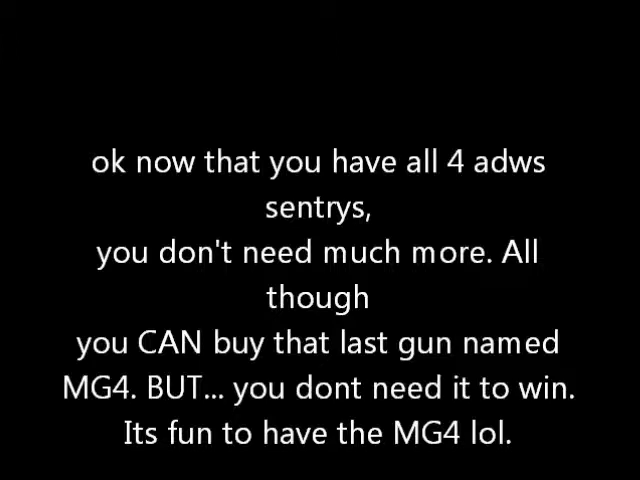 ok now that you have all 4 adws
sentrys,
you don't need much more. All
though
you CAN buy that last gun named
MG4. BUT... you dont need it to win.
Its fun to have the MG4 lol.